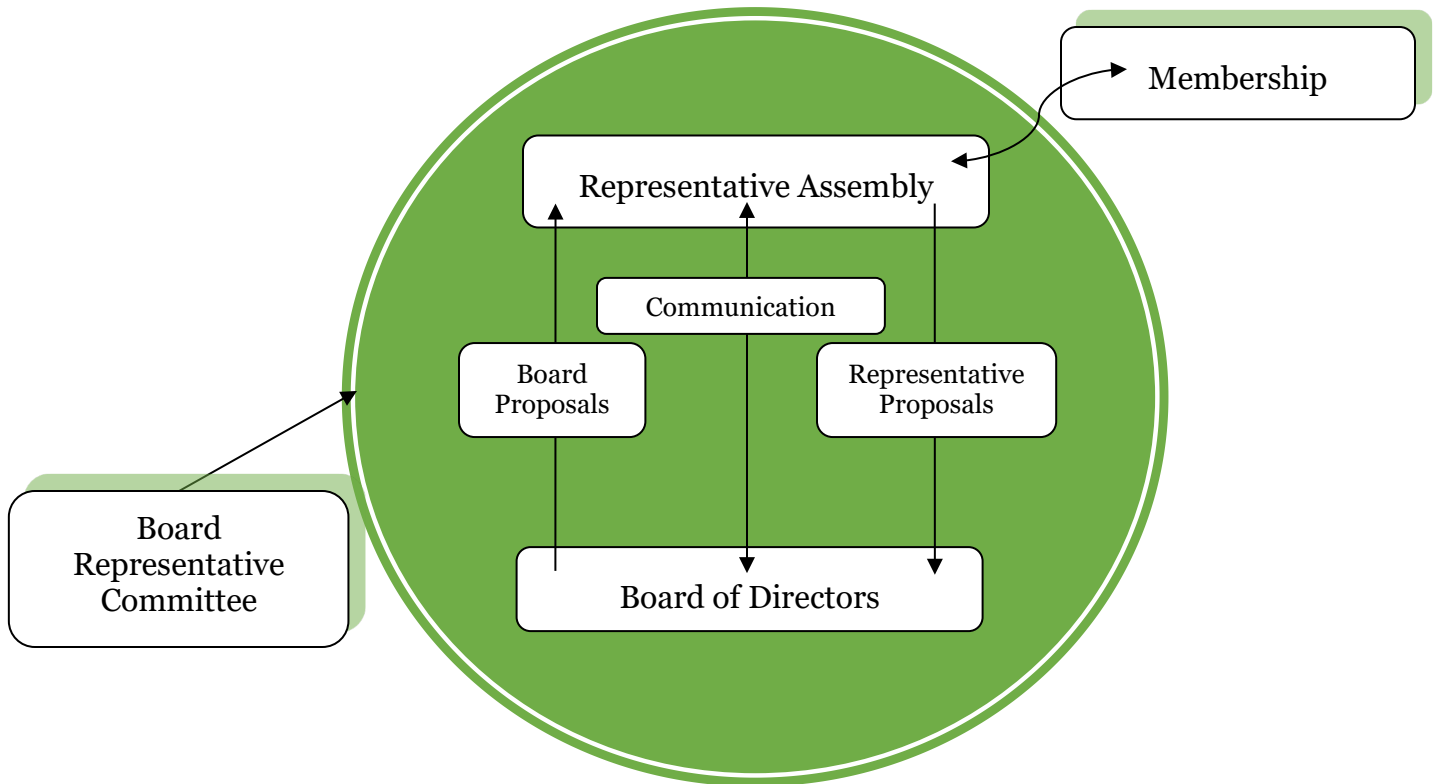 Membership
Representative Assembly
Communication
Board
Proposals
Representative
Proposals
Board
Representative
Committee
Board of Directors